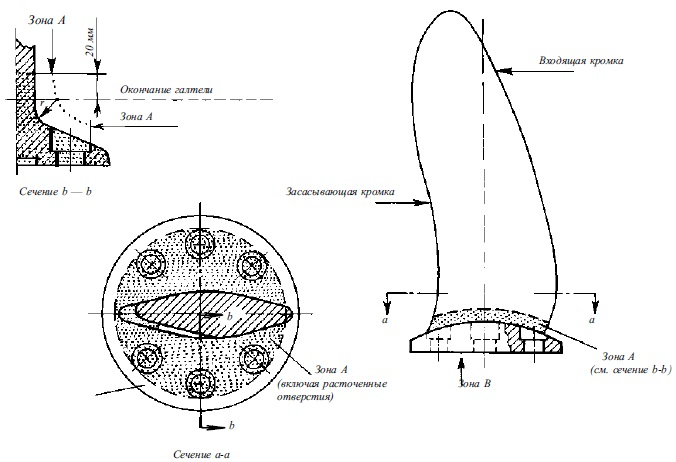 Зона А
20 мм
Окончание галтели
Зона А
Сечение b — b
Входящая кромка
Засасывающая кромка
a
a
Зона А
(см. сечение b-b)
Зона В
b
Зона А
(включая расточенные
отверстия)
b
Сечение а-а